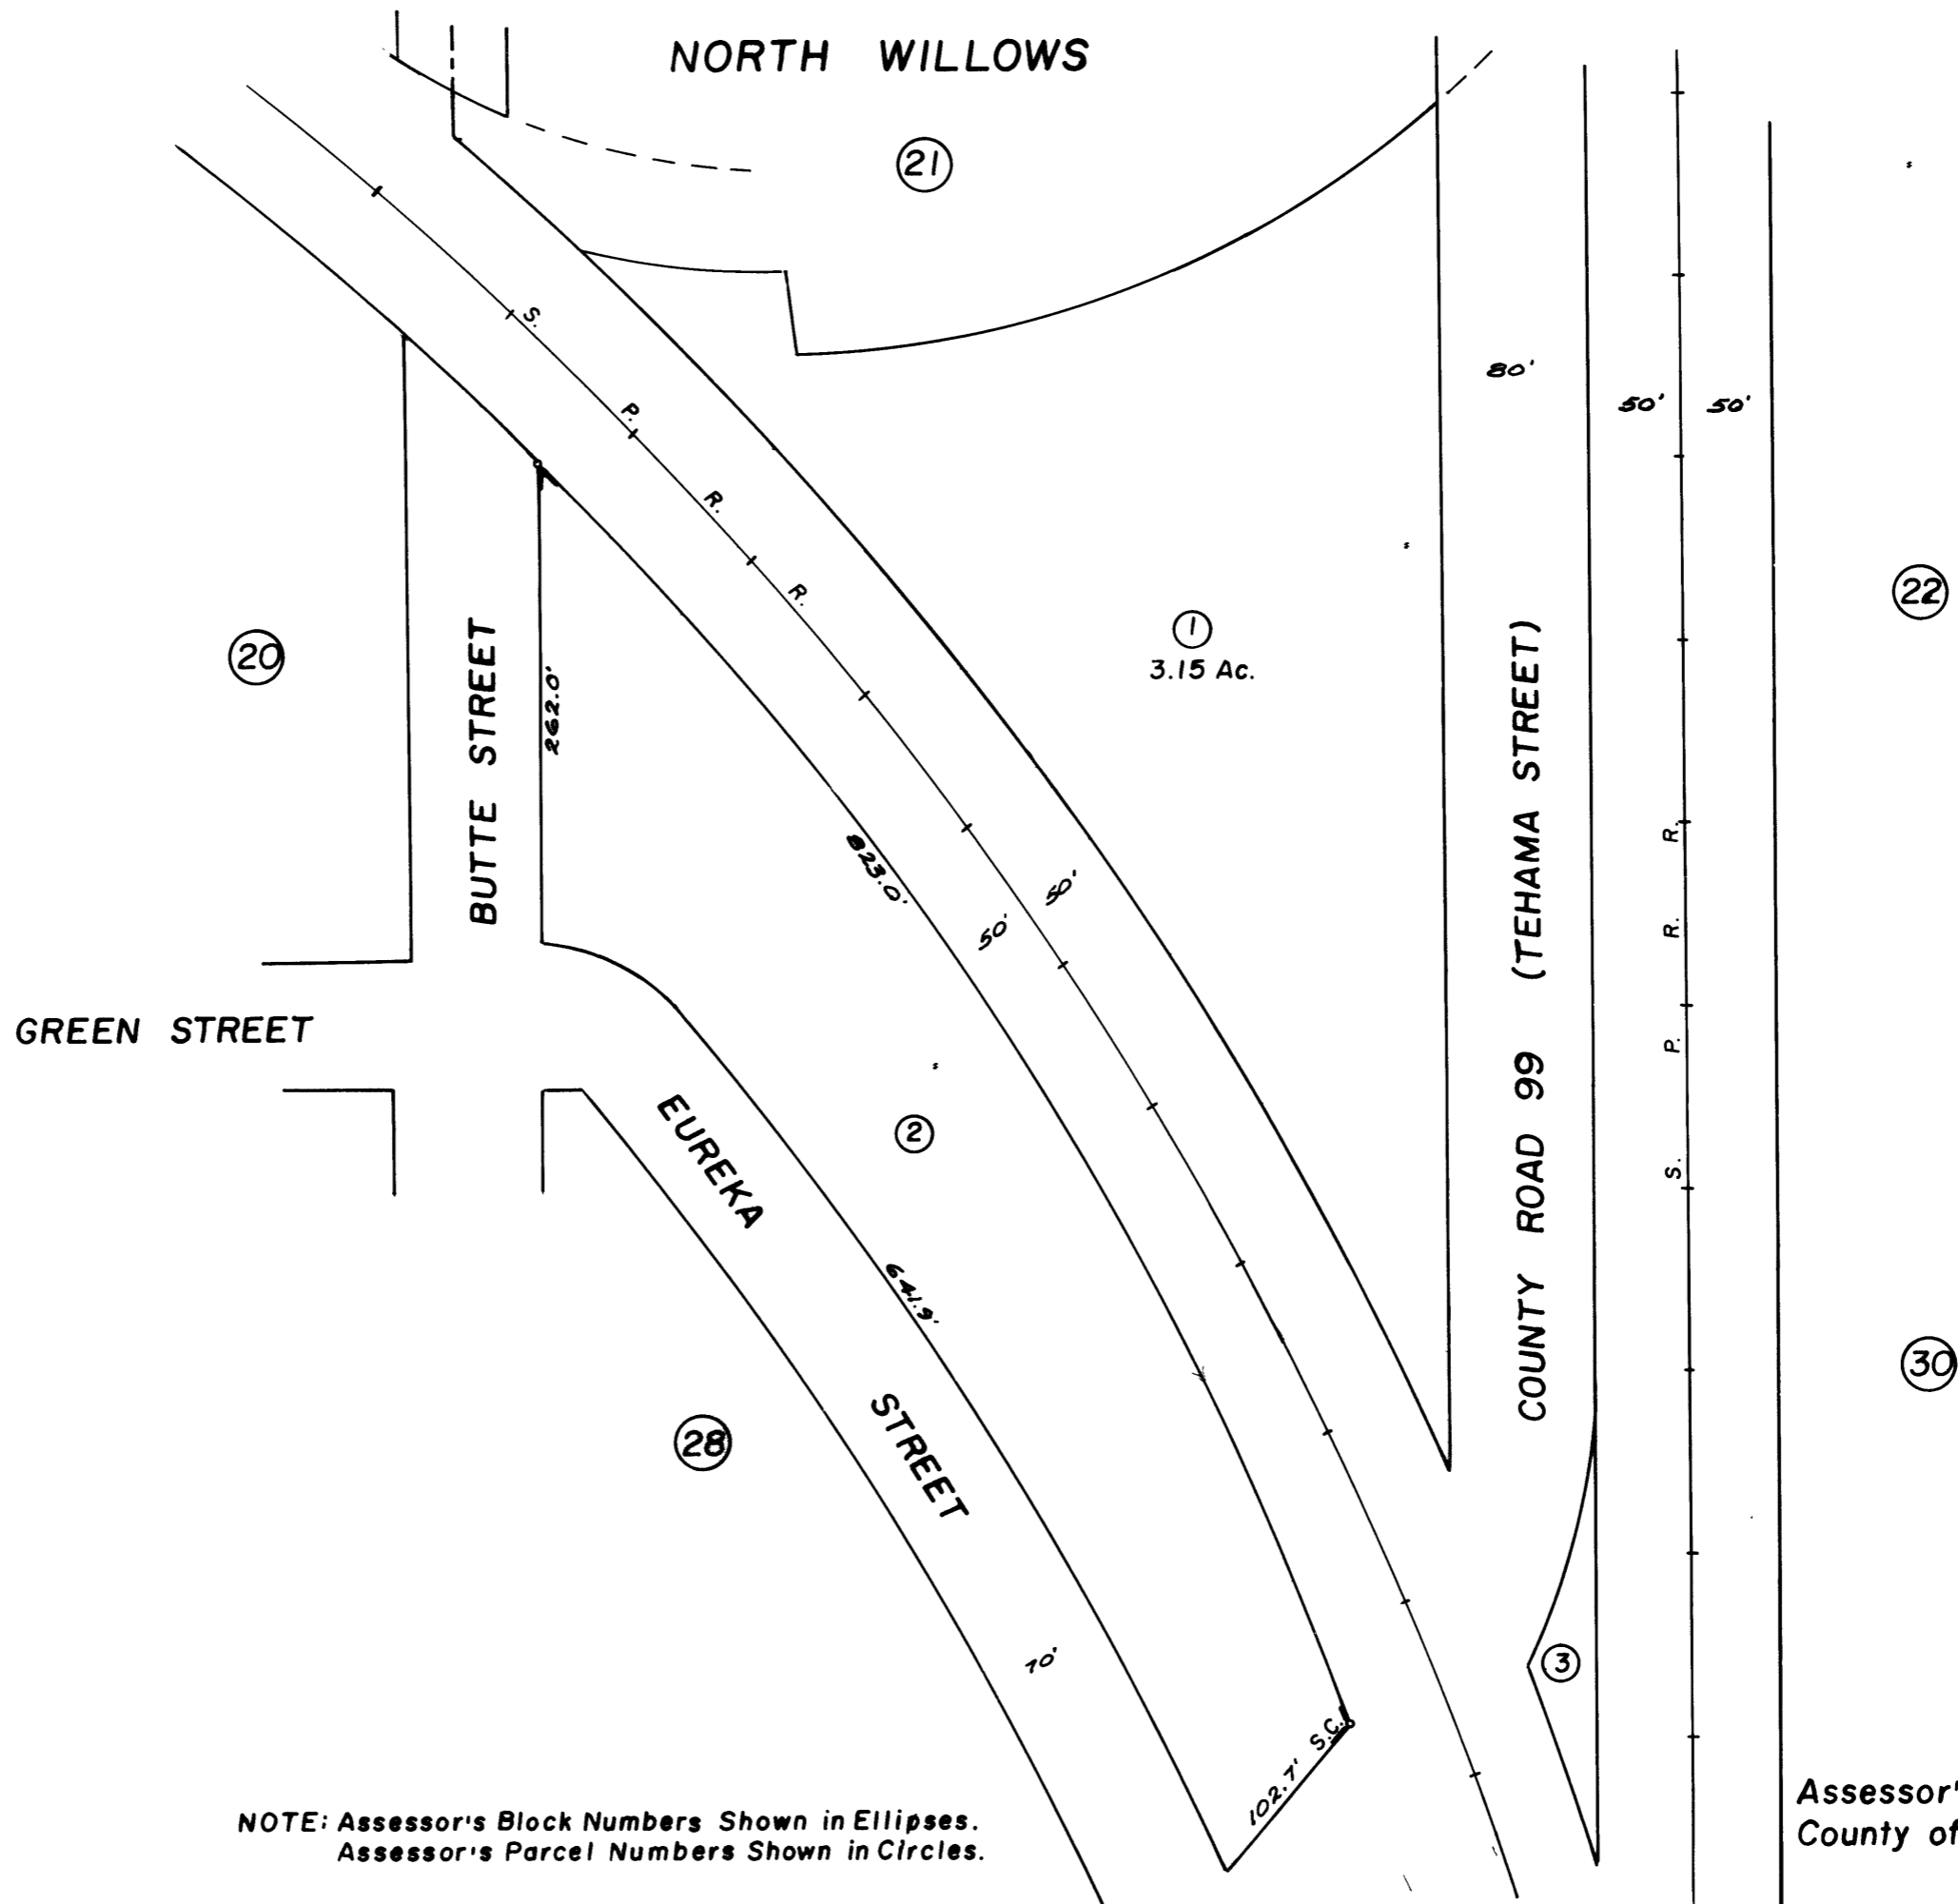 NORTH WILLOWS
21
S. P. R. R.
80'
50' 50'
22
20
1
3.15 Ac.
BUTTE STREET
262.0'
823.0'
50'
50'
COUNTY ROAD 99 (TEHAMA STREET)
S. P. R. R.
GREEN STREET
2
EUREKA STREET
641.9'
30
28
70'
3
102.7' S.C.
NOTE: Assessor's Block Numbers Shown in Ellipses.
Assessor's Parcel Numbers Shown in Circles.
Assessor'
County of